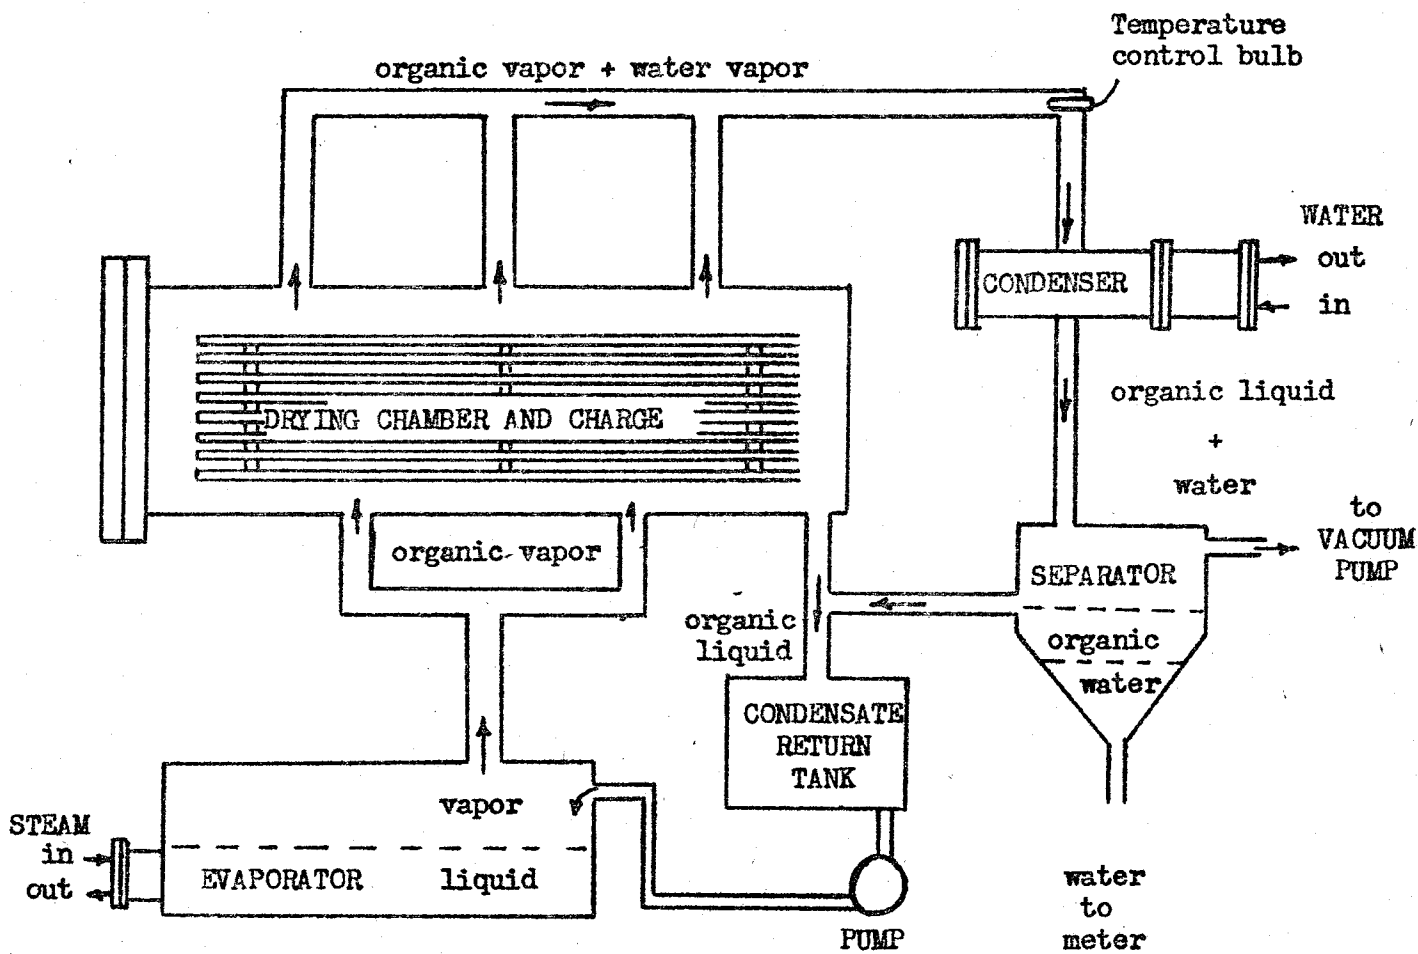 Temperature
control bulb
organic vapor + water vapor
WATER
out
in
CONDENSER
organic liquid
+
water
DRYING CHAMBER AND CHARGE
to
VACUUM
PUMP
organic vapor
SEPARATOR
organic
liquid
organic
water
CONDENSATE
RETURN
TANK
vapor
STEAM
in
out
EVAPORATOR liquid
PUMP
water
to
meter